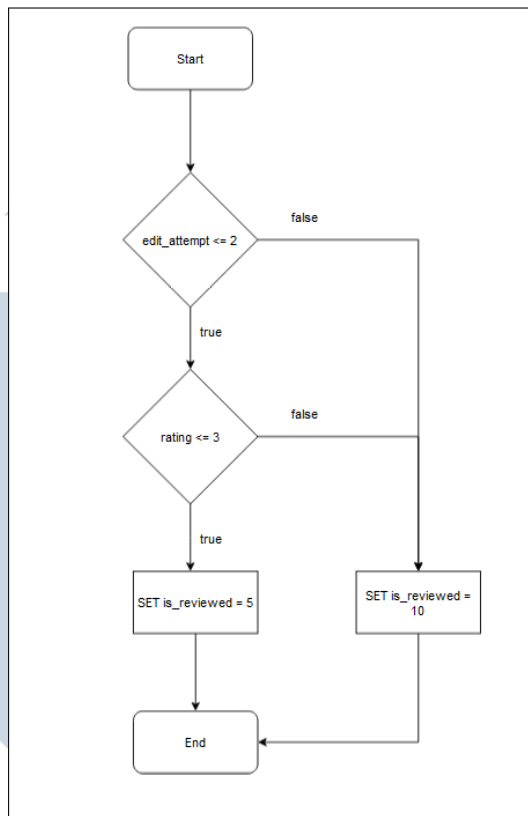 Start
edit_attempt <= 2
false
true
rating <= 3
false
true
SET is_reviewed = 5
SET is_reviewed =
10
End